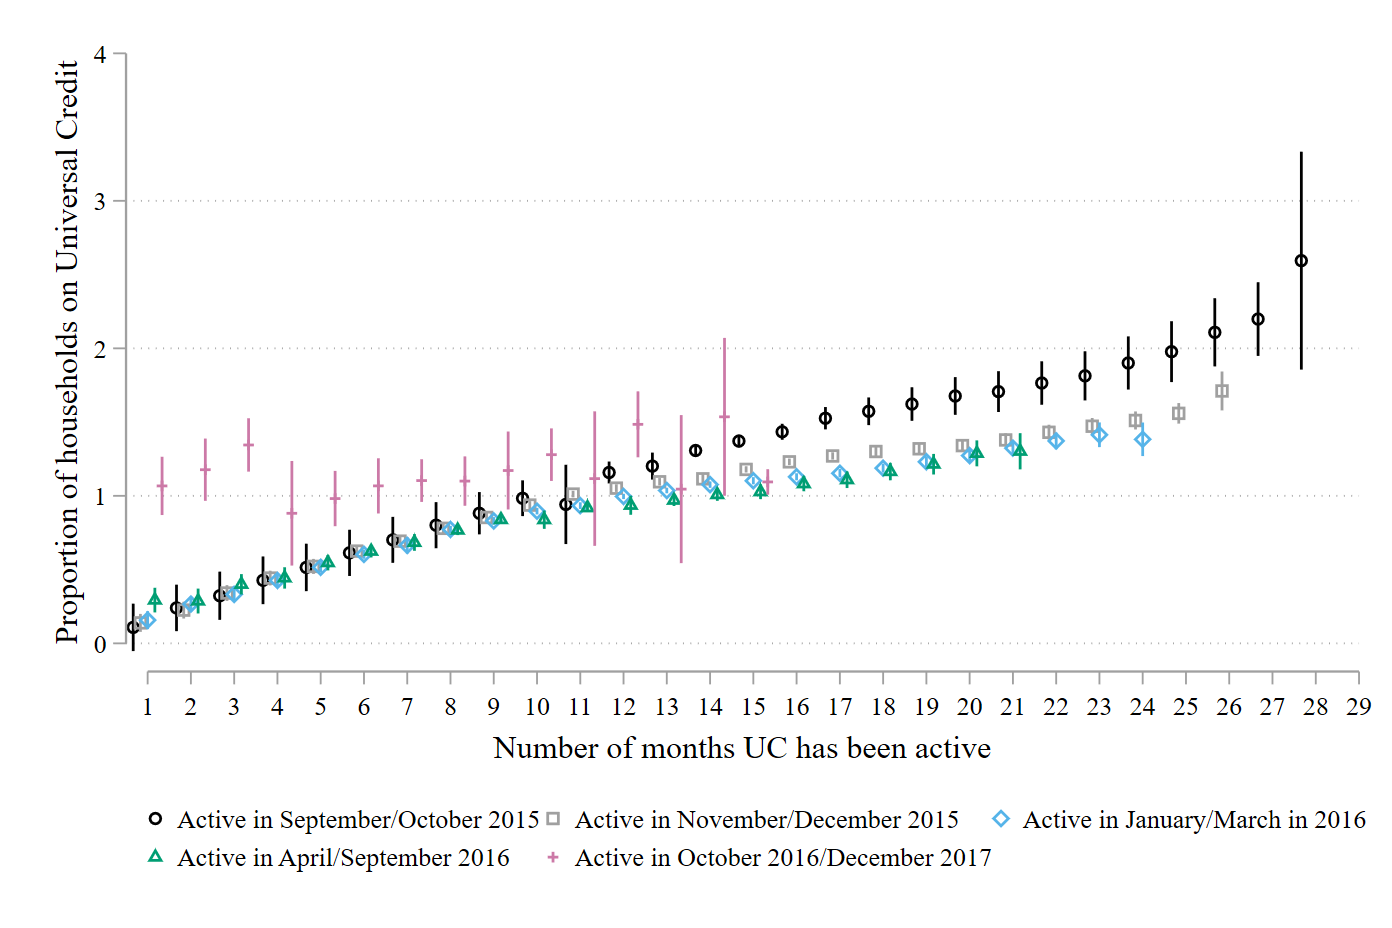 Proportion of households on Universal Credit
4
3
2
1
0
1 2 3 4 5 6 7 8 9 10 11 12 13 14 15 16 17 18 19 20 21 22 23 24 25 26 27 28 29
Number of months UC has been active
Active in September/October 2015 Active in November/December 2015 Active in January/March in 2016
Active in April/September 2016 Active in October 2016/December 2017